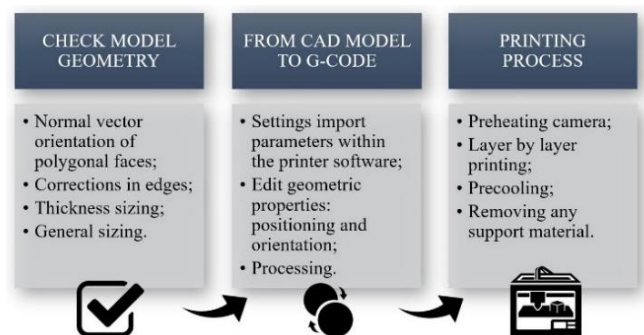 CHECK MODEL
GEOMETRY
• Normal vector
orientation of
polygonal faces;
• Corrections in edges;
• Thickness sizing;
• General sizing.
FROM CAD MODEL
TO G-CODE
• Settings import
parameters within
the printer software;
• Edit geometric
properties:
positioning and
orientation;
• Processing.
PRINTING
PROCESS
• Preheating camera;
• Layer by layer
printing;
• Precooling;
• Removing any
support material.